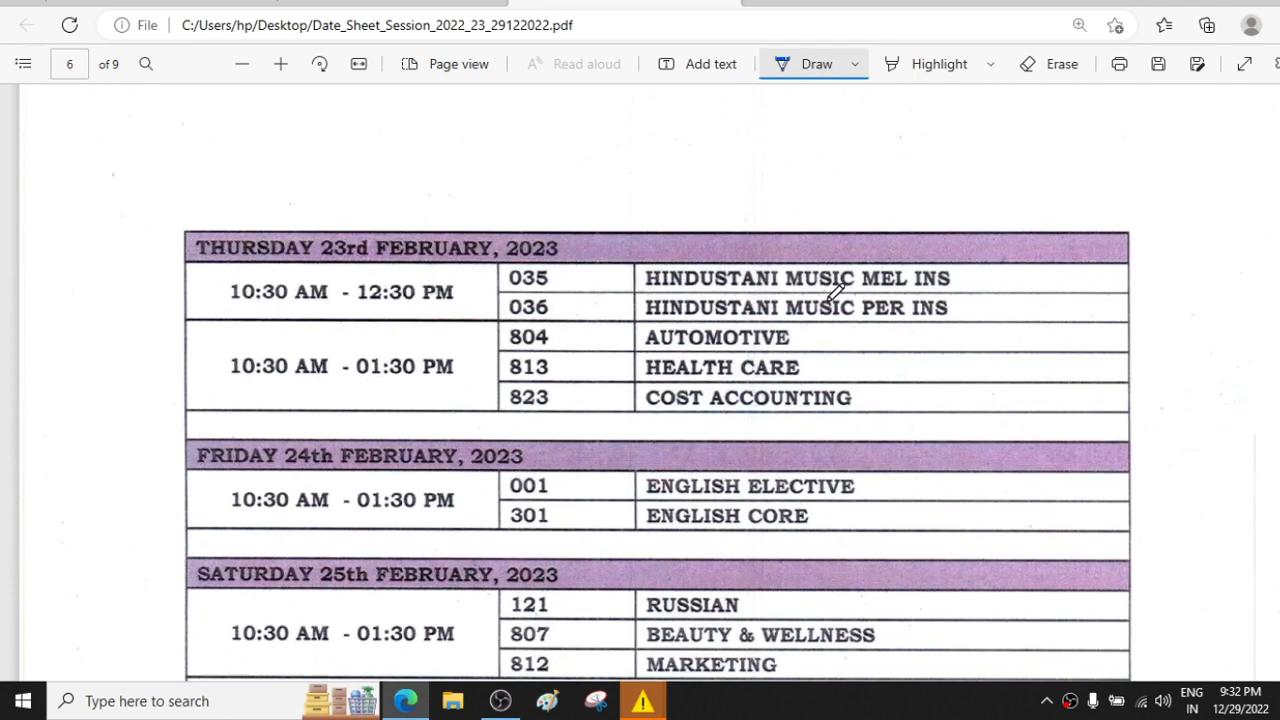 File C:/Users/hp/Desktop/Date_Sheet_Session_2022_23_29122022.pdf
6 of 9 Page view Read aloud Add text Draw Highlight Erase
THURSDAY 23rd FEBRUARY, 2023
10:30 AM - 12:30 PM
035 HINDUSTANI MUSIC MEL INS
036 HINDUSTANI MUSIC PER INS
10:30 AM - 01:30 PM
804 AUTOMOTIVE
813 HEALTH CARE
823 COST ACCOUNTING
FRIDAY 24th FEBRUARY, 2023
10:30 AM - 01:30 PM
001 ENGLISH ELECTIVE
301 ENGLISH CORE
SATURDAY 25th FEBRUARY, 2023
10:30 AM - 01:30 PM
121 RUSSIAN
807 BEAUTY & WELLNESS
812 MARKETING
Type here to search
ENG
IN
9:32 PM
12/29/2022